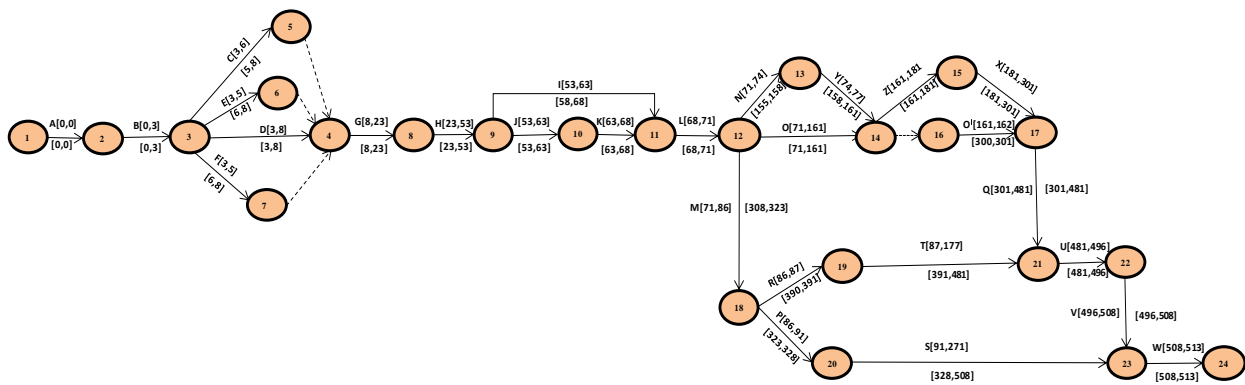 1
A[0,0]
[0,0]
2
B[0,3]
[0,3]
3
C[3,6]
[5,8]
5
E[3,5]
[6,8]
6
D[3,8]
[3,8]
4
F[3,5]
[6,8]
7
G[8,23]
[8,23]
8
H[23,53]
[23,53]
9
I[53,63]
[58,68]
J[53,63]
[53,63]
10
K[63,68]
[63,68]
11
L[68,71]
[68,71]
12
N[71,74]
[155,158]
13
Y[74,77]
[158,161]
O[71,161]
[71,161]
14
Z[161,181
[161,181]
15
X[181,301]
[181,301]
16
O'[161,162]
[300,301]
17
Q[301,481]
[301,481]
M[71,86]
[308,323]
18
R[86,87]
[390,391]
19
T[87,177]
[391,481]
21
U[481,496]
[481,496]
22
P[86,91]
[323,328]
20
S[91,271]
[328,508]
V[496,508]
[496,508]
23
W[508,513]
[508,513]
24